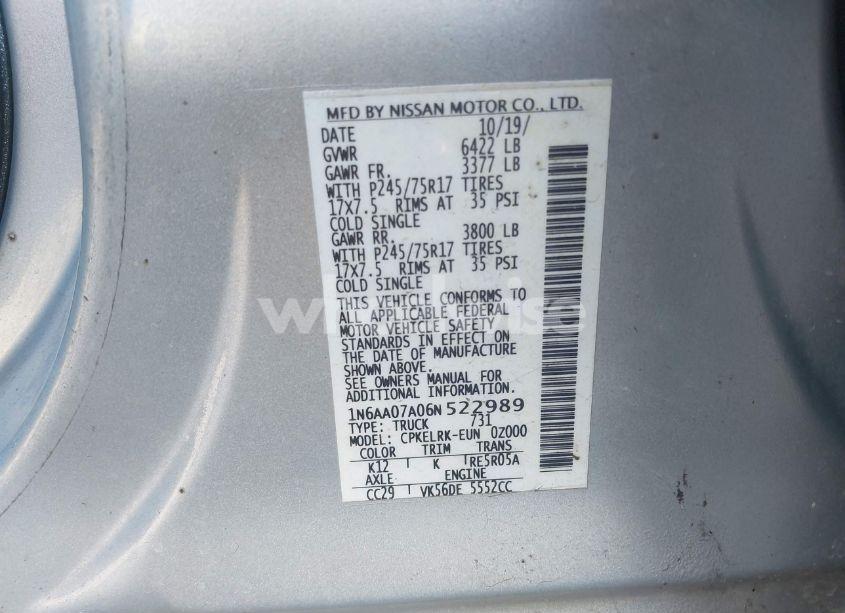 MFD BY NISSAN MOTOR CO., LTD.
DATE 10/19/
GVWR 6422 LB
GAWR FR. 3377 LB
WITH P245/75R17 TIRES
17X7.5 RIMS AT 35 PSI
COLD SINGLE
GAWR RR. 3800 LB
WITH P245/75R17 TIRES
17X7.5 RIMS AT 35 PSI
COLD SINGLE
THIS VEHICLE CONFORMS TO
ALL APPLICABLE FEDERAL
MOTOR VEHICLE SAFETY
STANDARDS IN EFFECT ON
THE DATE OF MANUFACTURE
SHOWN ABOVE.
SEE OWNERS MANUAL FOR
ADDITIONAL INFORMATION.
1N6AA07A06N522989
TYPE: TRUCK 731
MODEL: CPKELRK-EUN 0Z000
COLOR TRIM TRANS
K12 K RE5R05A
AXLE ENGINE
CC29 VK56DE 5552CC